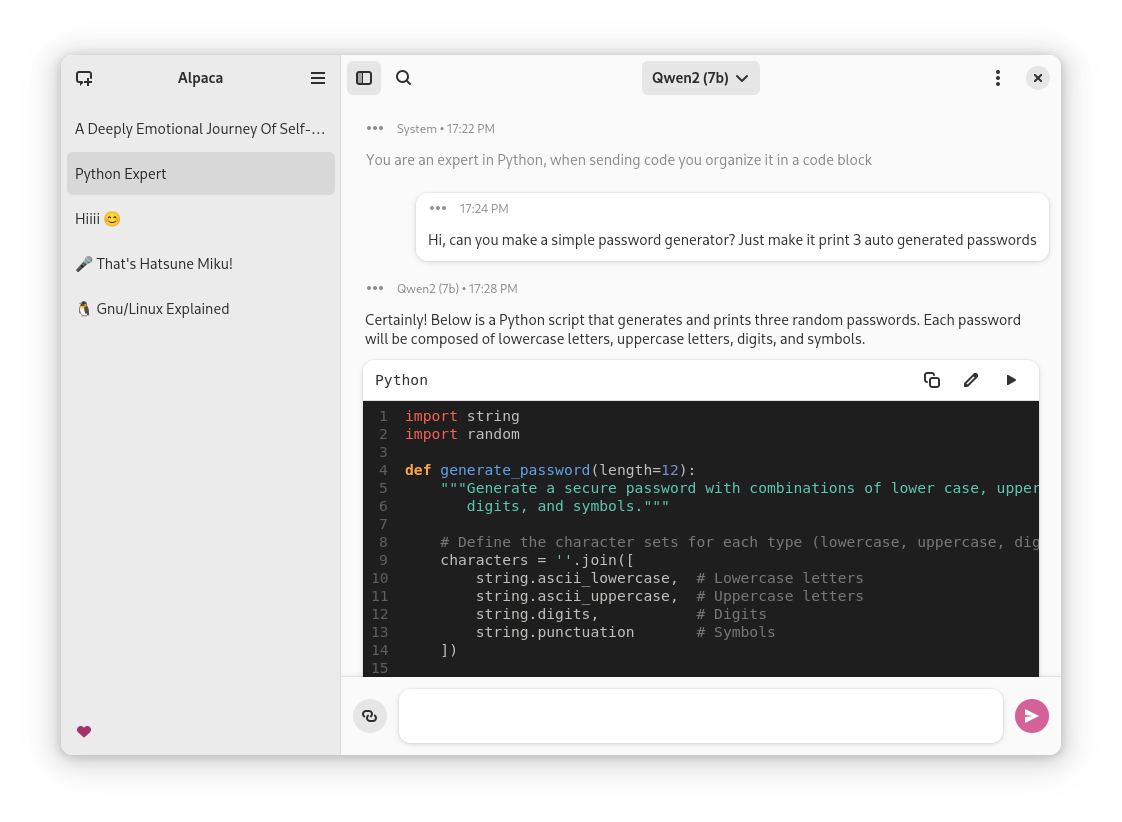 Alpaca
A Deeply Emotional Journey Of Self-…
Python Expert
Hiiii 😊
🎤 That's Hatsune Miku!
🐧 Gnu/Linux Explained
Qwen2 (7b)
System • 17:22 PM
You are an expert in Python, when sending code you organize it in a code block
17:24 PM
Hi, can you make a simple password generator? Just make it print 3 auto generated passwords
Qwen2 (7b) • 17:28 PM
Certainly! Below is a Python script that generates and prints three random passwords. Each password
will be composed of lowercase letters, uppercase letters, digits, and symbols.
Python
1 import string
2 import random
3
4 def generate_password(length=12):
5     """Generate a secure password with combinations of lower case, upper
6        digits, and symbols."""
7
8     # Define the character sets for each type (lowercase, uppercase, dig
9     characters = ''.join([
10         string.ascii_lowercase,  # Lowercase letters
11         string.ascii_uppercase,  # Uppercase letters
12         string.digits,           # Digits
13         string.punctuation       # Symbols
14     ])
15